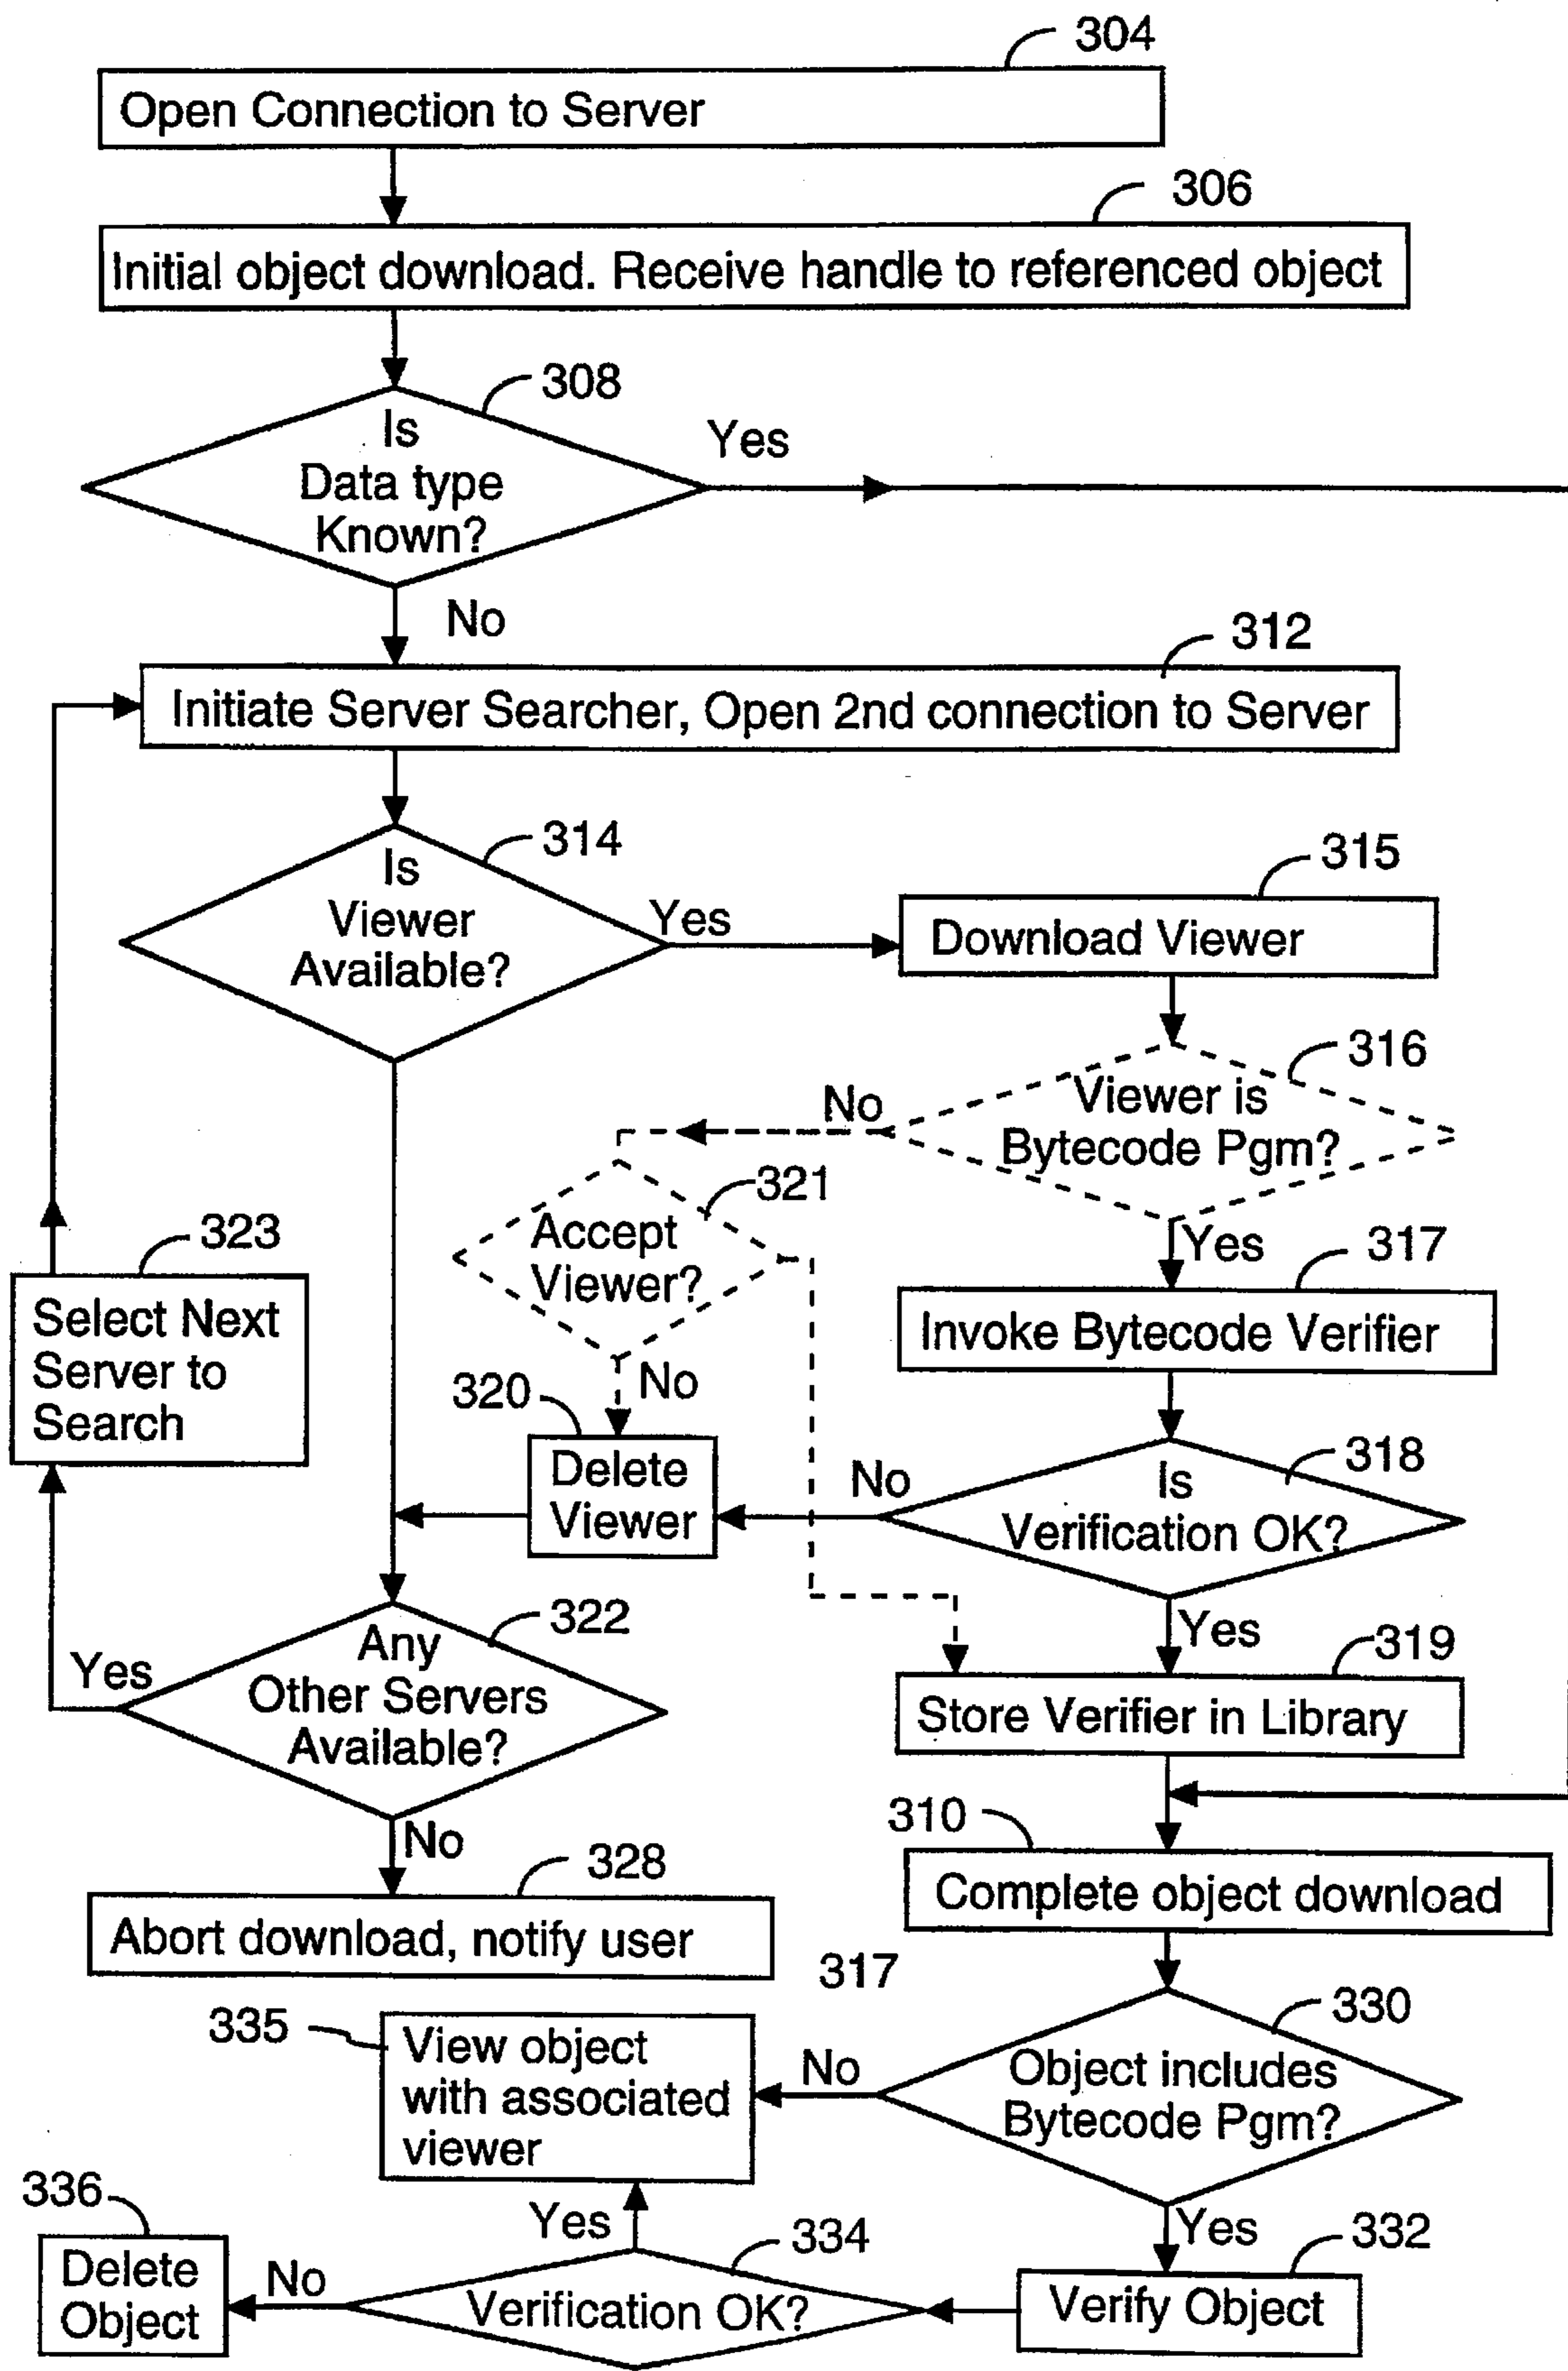 304
Open Connection to Server
306
Initial object download. Receive handle to referenced object
308
Is
Data type
Known?
Yes
No
312
Initiate Server Searcher, Open 2nd connection to Server
314
Is
Viewer
Available?
Yes
315
Download Viewer
316
Viewer is
Bytecode Pgm?
No
321
Accept
Viewer?
Yes
317
323
Select Next
Server to
Search
Invoke Bytecode Verifier
No
320
Delete
Viewer
No
318
Is
Verification OK?
322
Any
Other Servers
Available?
Yes
Yes
319
Store Verifier in Library
No
310
Complete object download
328
Abort download, notify user
317
330
Object includes
Bytecode Pgm?
335
View object
with associated
viewer
No
336
Delete
Object
No
Yes
334
Verification OK?
Yes
332
Verify Object